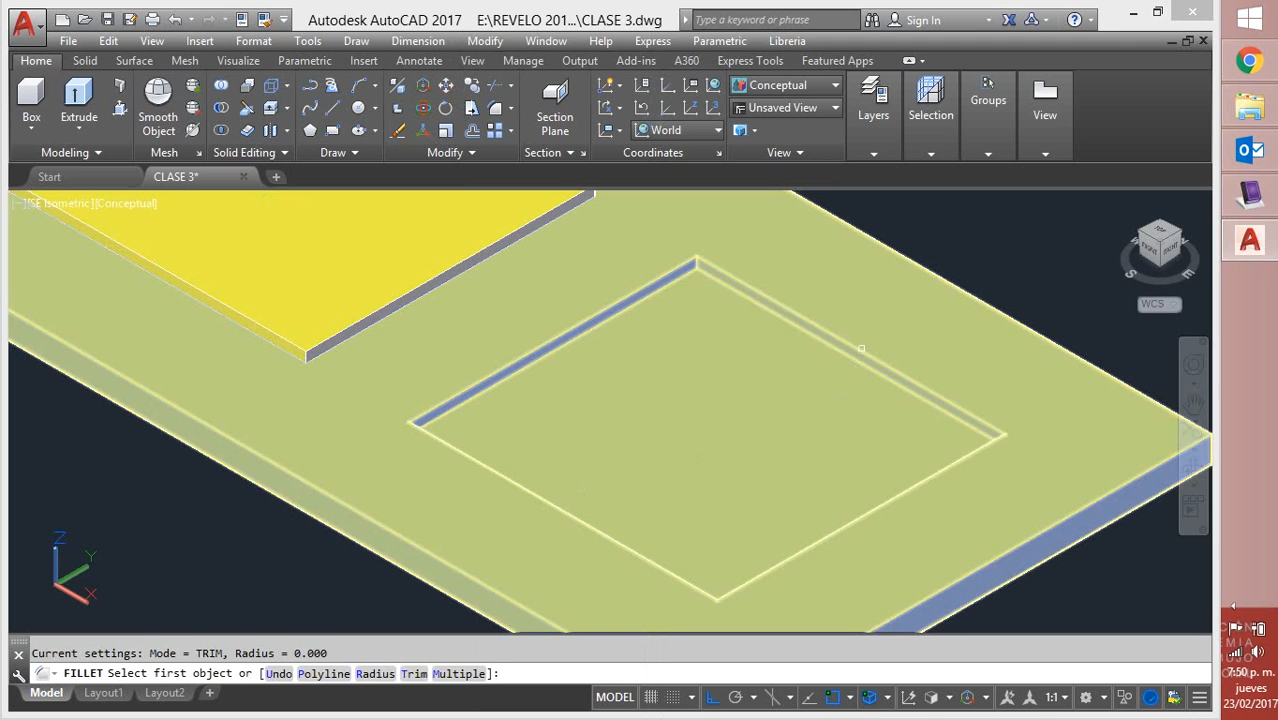 Autodesk AutoCAD 2017 E:\REVELO 201...\CLASE 3.dwg
Type a keyword or phrase
Sign In
File Edit View Insert Format Tools Draw Dimension Modify Window Help Express Parametric Libreria
Home Solid Surface Mesh Visualize Parametric Insert Annotate View Manage Output Add-ins A360 Express Tools Featured Apps
Conceptual
Unsaved View
World
Box Extrude Smooth Object Section Plane Layers Selection Groups View
Modeling Mesh Solid Editing Draw Modify Section Coordinates View
Start CLASE 3*
[−][SE Isometric][Conceptual]
TOP
RIGHT
S E
WCS
Z
Y
X
Current settings: Mode = TRIM, Radius = 0.000
FILLET Select first object or [Undo Polyline Radius Trim Multiple]:
Model Layout1 Layout2 +
MODEL 1:1
7:50 p. m.
jueves
23/02/2017